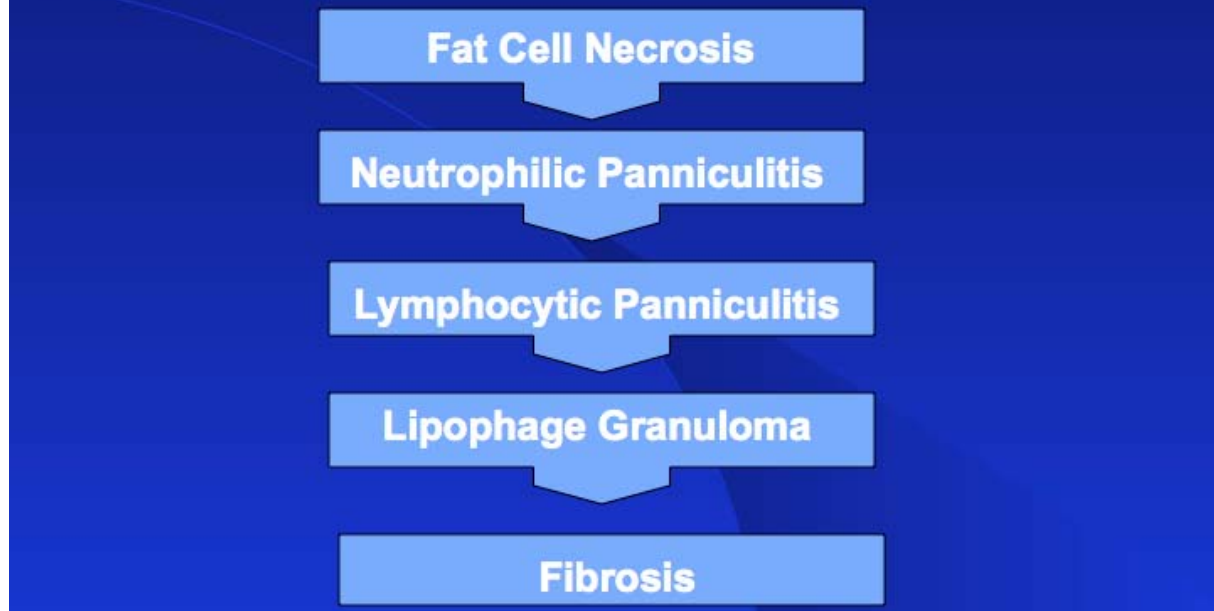 Fat Cell Necrosis
Neutrophilic Panniculitis
Lymphocytic Panniculitis
Lipophage Granuloma
Fibrosis